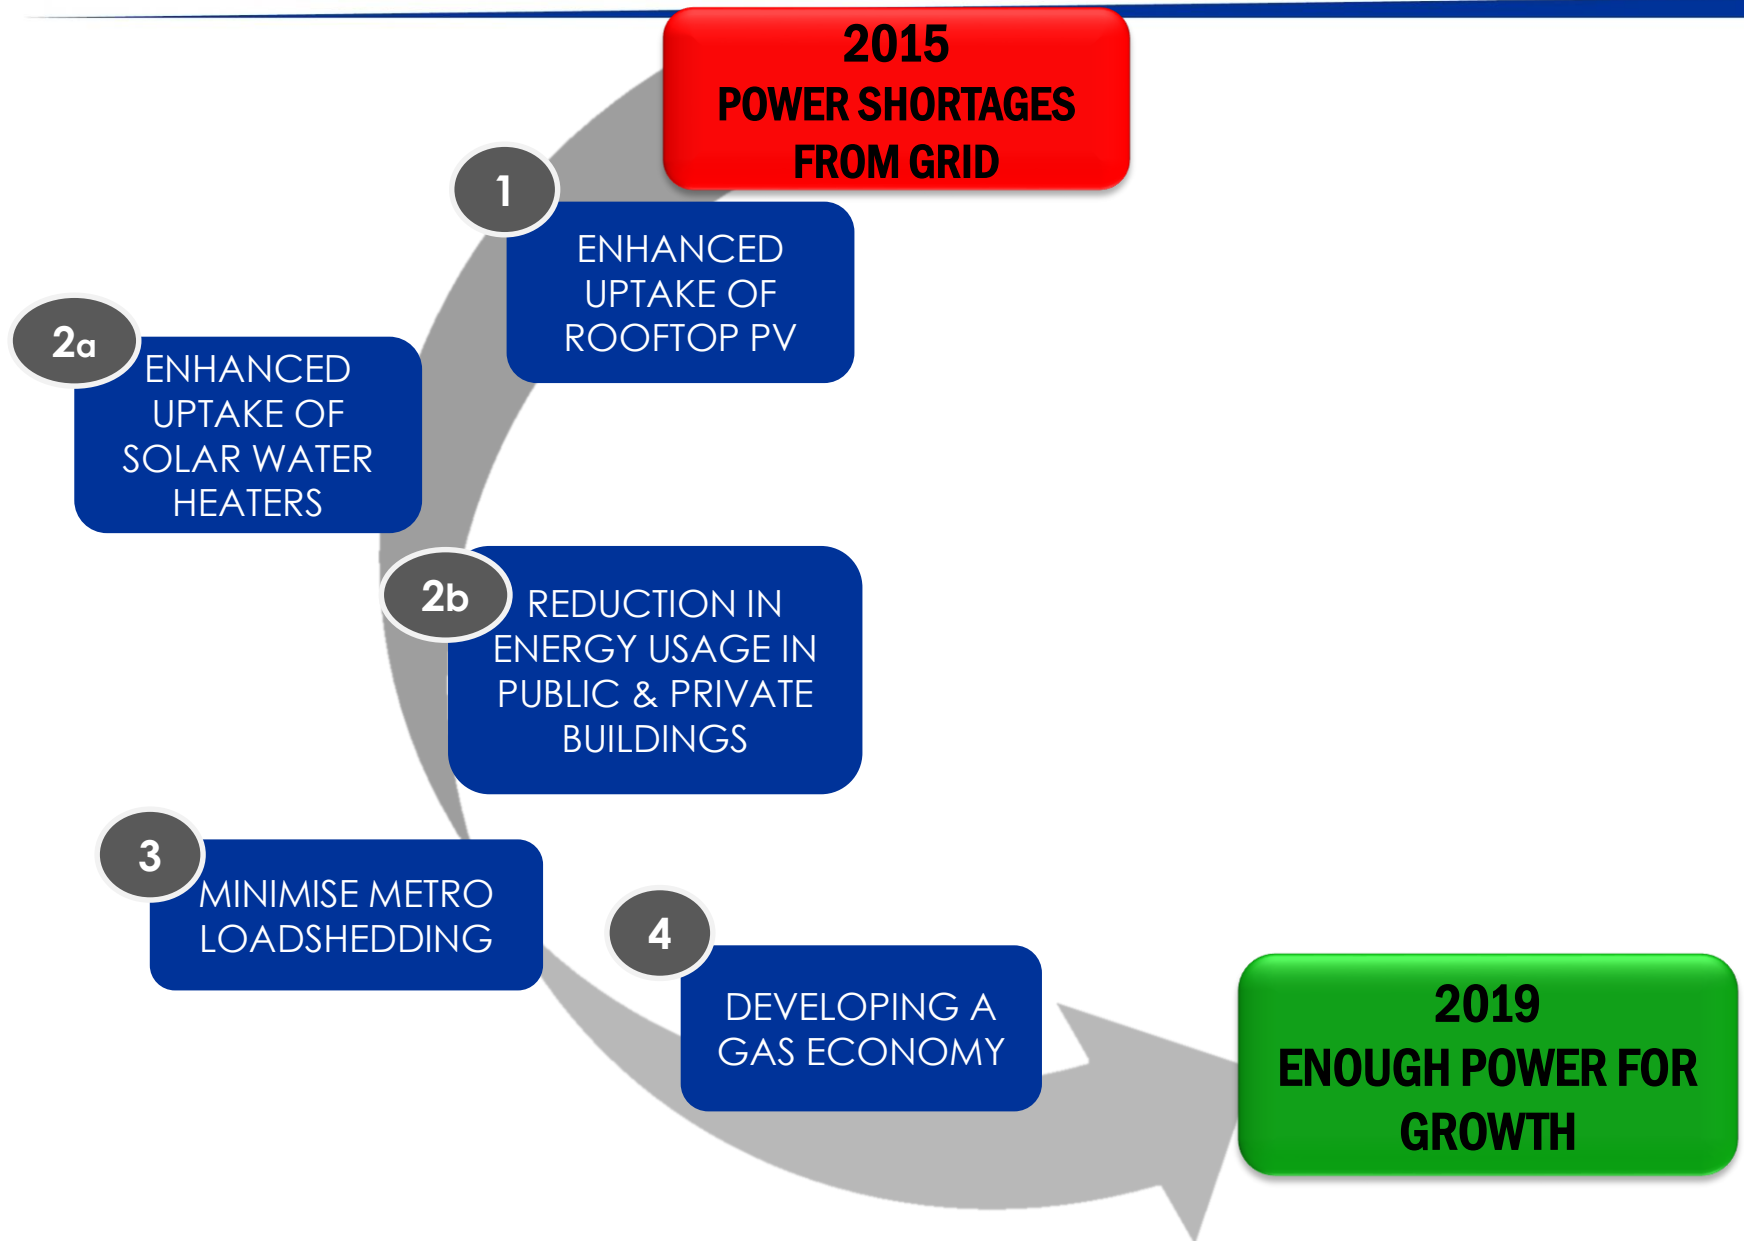 2015
POWER SHORTAGES
FROM GRID
1
ENHANCED
UPTAKE OF
ROOFTOP PV
2a
ENHANCED
UPTAKE OF
SOLAR WATER
HEATERS
2b
REDUCTION IN
ENERGY USAGE IN
PUBLIC & PRIVATE
BUILDINGS
3
MINIMISE METRO
LOADSHEDDING
4
DEVELOPING A
GAS ECONOMY
2019
ENOUGH POWER FOR
GROWTH